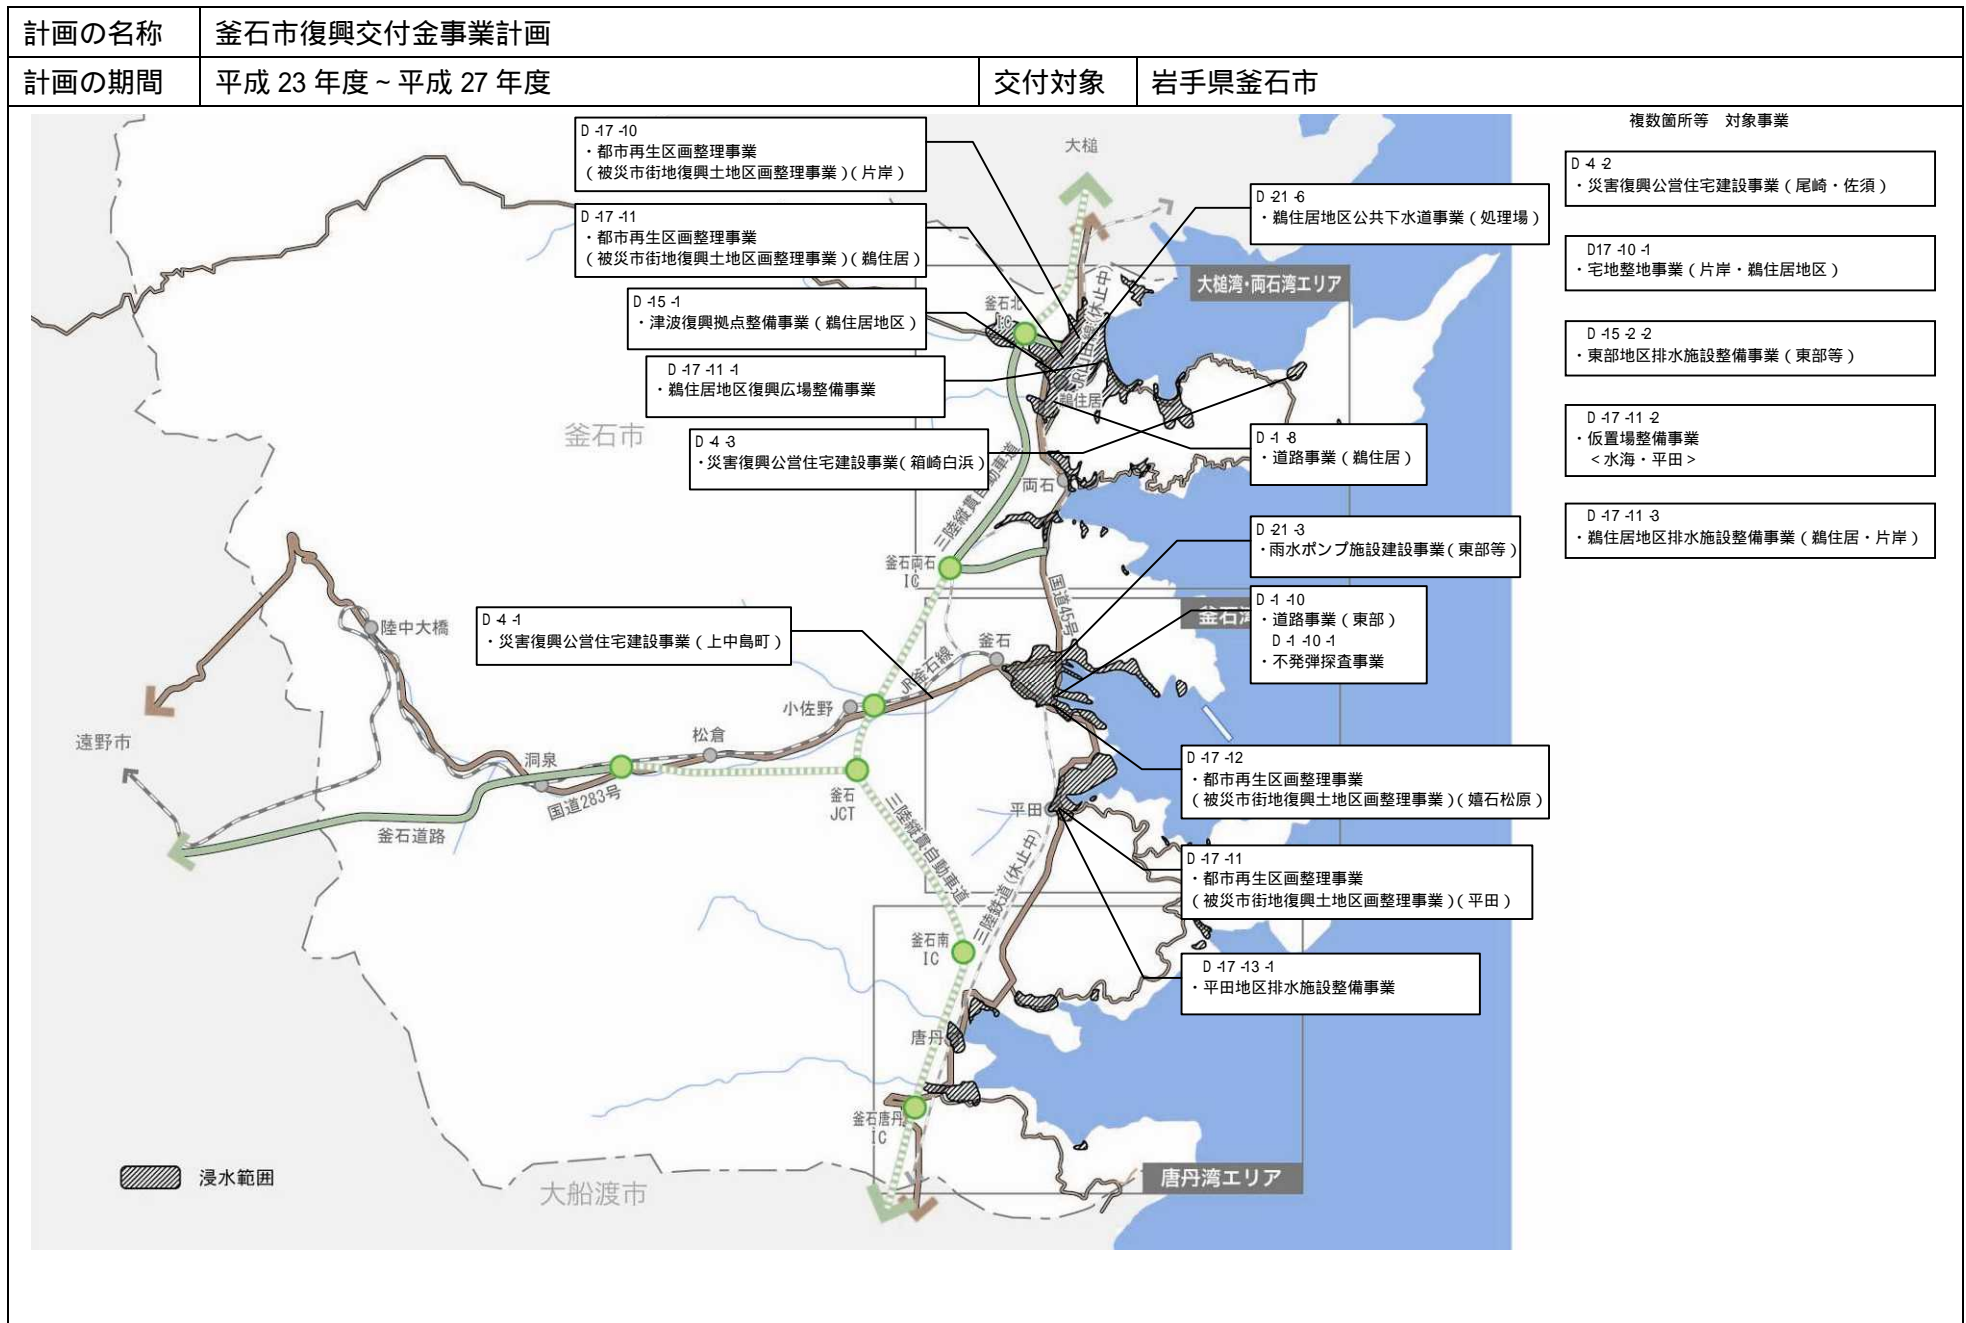 計画の名称 釜石市復興交付金事業計画
計画の期間 平成 23 年度～平成 27 年度 交付対象 岩手県釜石市
複数箇所等 対象事業
D-17-10
・都市再生区画整理事業
（被災市街地復興土地区画整理事業）（片岸）
D-17-11
・都市再生区画整理事業
（被災市街地復興土地区画整理事業）（鵜住居）
D-15-1
・津波復興拠点整備事業（鵜住居地区）
D-17-11-1
・鵜住居地区復興広場整備事業
D-4-3
・災害復興公営住宅建設事業（箱崎白浜）
D-4-1
・災害復興公営住宅建設事業（上中島町）
D-21-6
・鵜住居地区公共下水道事業（処理場）
D-1-8
・道路事業（鵜住居）
D-21-3
・雨水ポンプ施設建設事業（東部等）
D-1-10
・道路事業（東部）
D-1-10-1
・不発弾探査事業
D-17-12
・都市再生区画整理事業
（被災市街地復興土地区画整理事業）（嬉石松原）
D-17-11
・都市再生区画整理事業
（被災市街地復興土地区画整理事業）（平田）
D-17-13-1
・平田地区排水施設整備事業
D-4-2
・災害復興公営住宅建設事業（尾崎・佐須）
D17-10-1
・宅地整地事業（片岸・鵜住居地区）
D-15-2-2
・東部地区排水施設整備事業（東部等）
D-17-11-2
・仮置場整備事業
＜水海・平田＞
D-17-11-3
・鵜住居地区排水施設整備事業（鵜住居・片岸）
大槌
大槌湾・両石湾エリア
釜石北
IC
JR山田線(休止中)
鵜住居
釜石市
両石
三陸縦貫自動車道
釜石両石
IC
国道45号
釜石湾
釜石
JR釜石線
陸中大橋
小佐野
松倉
洞泉
遠野市
国道283号
釜石道路
釜石
JCT
三陸縦貫自動車道
平田
三陸鉄道(休止中)
釜石南
IC
唐丹
釜石唐丹
IC
唐丹湾エリア
大船渡市
浸水範囲